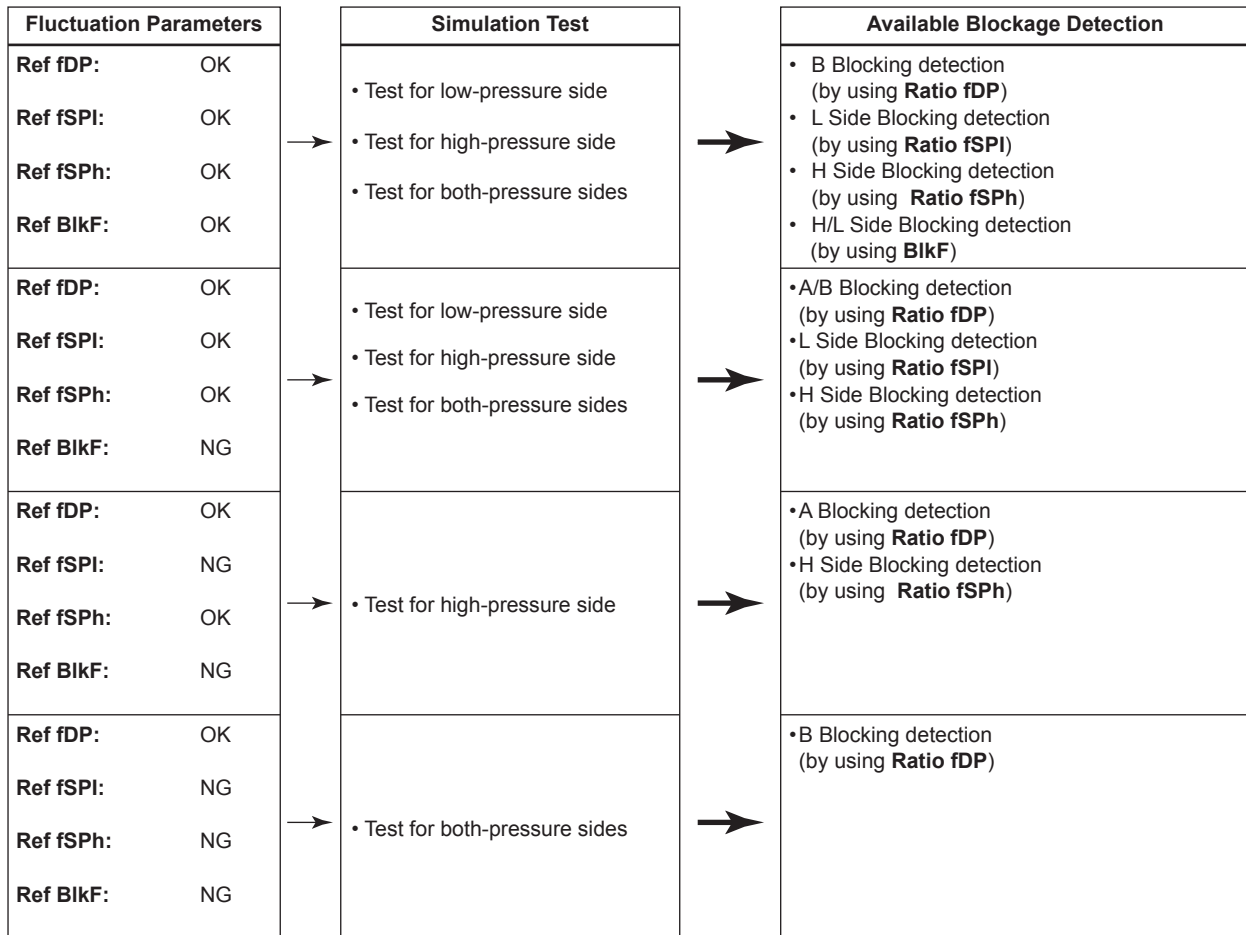 Fluctuation Parameters
Simulation Test
Available Blockage Detection
Ref fDP: OK
Ref fSPl: OK
Ref fSPh: OK
Ref BlkF: OK
• Test for low-pressure side
• Test for high-pressure side
• Test for both-pressure sides
• B Blocking detection
(by using Ratio fDP)
• L Side Blocking detection
(by using Ratio fSPl)
• H Side Blocking detection
(by using Ratio fSPh)
• H/L Side Blocking detection
(by using BlkF)
Ref fDP: OK
Ref fSPl: OK
Ref fSPh: OK
Ref BlkF: NG
• Test for low-pressure side
• Test for high-pressure side
• Test for both-pressure sides
•A/B Blocking detection
(by using Ratio fDP)
•L Side Blocking detection
(by using Ratio fSPl)
•H Side Blocking detection
(by using Ratio fSPh)
Ref fDP: OK
Ref fSPl: NG
Ref fSPh: OK
Ref BlkF: NG
• Test for high-pressure side
•A Blocking detection
(by using Ratio fDP)
•H Side Blocking detection
(by using Ratio fSPh)
Ref fDP: OK
Ref fSPl: NG
Ref fSPh: NG
Ref BlkF: NG
• Test for both-pressure sides
•B Blocking detection
(by using Ratio fDP)